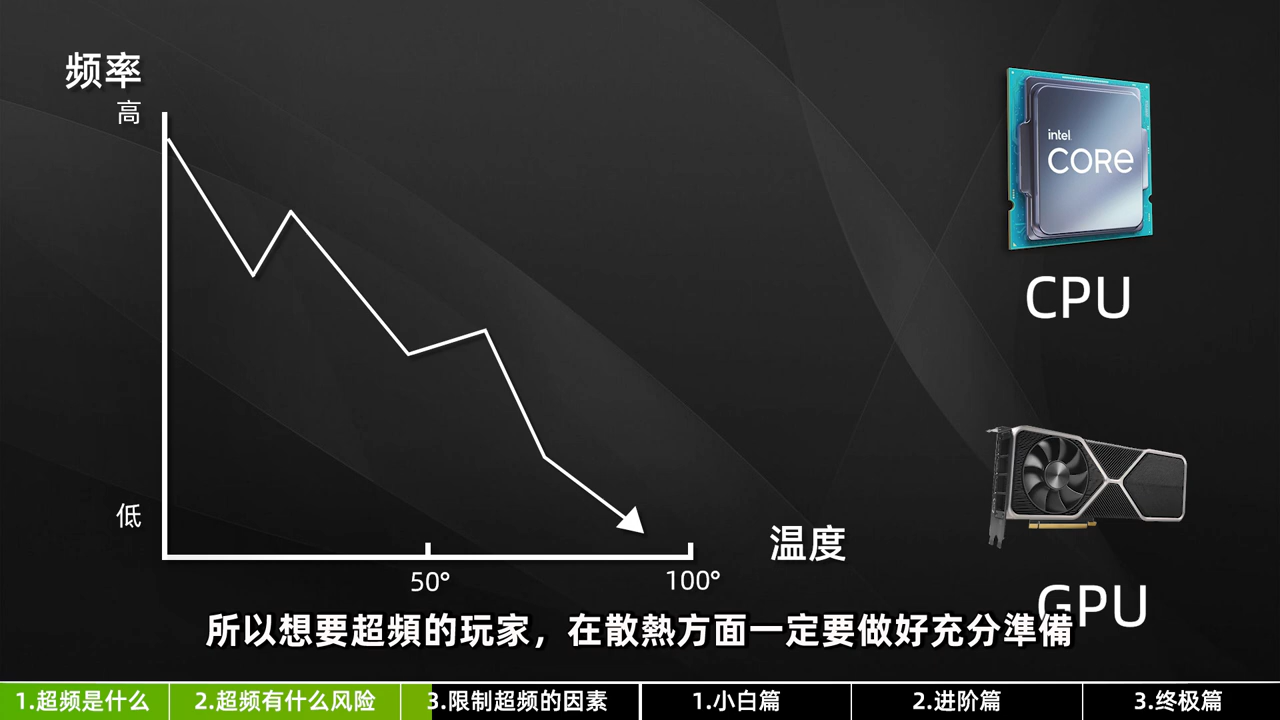 频率
高
intel
CORe
CPU
低
温度
50°
100°
GPU
所以想要超頻的玩家，在散熱方面一定要做好充分準備
1.超频是什么
2.超频有什么风险
3.限制超频的因素
1.小白篇
2.进阶篇
3.终极篇